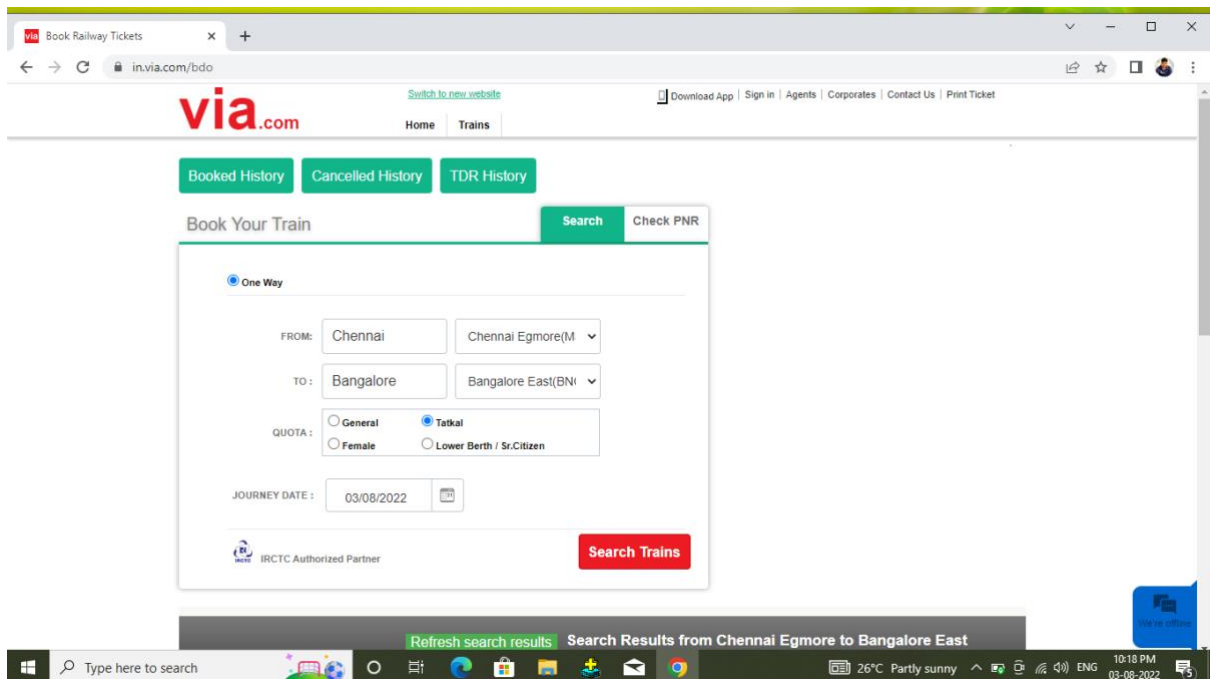 via Book Railway Tickets
in.via.com/bdo
Switch to new website
Download App | Sign in | Agents | Corporates | Contact Us | Print Ticket
via.com
Home Trains
Booked History Cancelled History TDR History
Book Your Train Search Check PNR
One Way
FROM: Chennai Chennai Egmore(M
TO : Bangalore Bangalore East(BN
QUOTA : General Tatkal
Female Lower Berth / Sr.Citizen
JOURNEY DATE : 03/08/2022
IRCTC Authorized Partner
Search Trains
We're offline
Refresh search results Search Results from Chennai Egmore to Bangalore East
Type here to search
26°C Partly sunny ENG 10:18 PM
03-08-2022 5